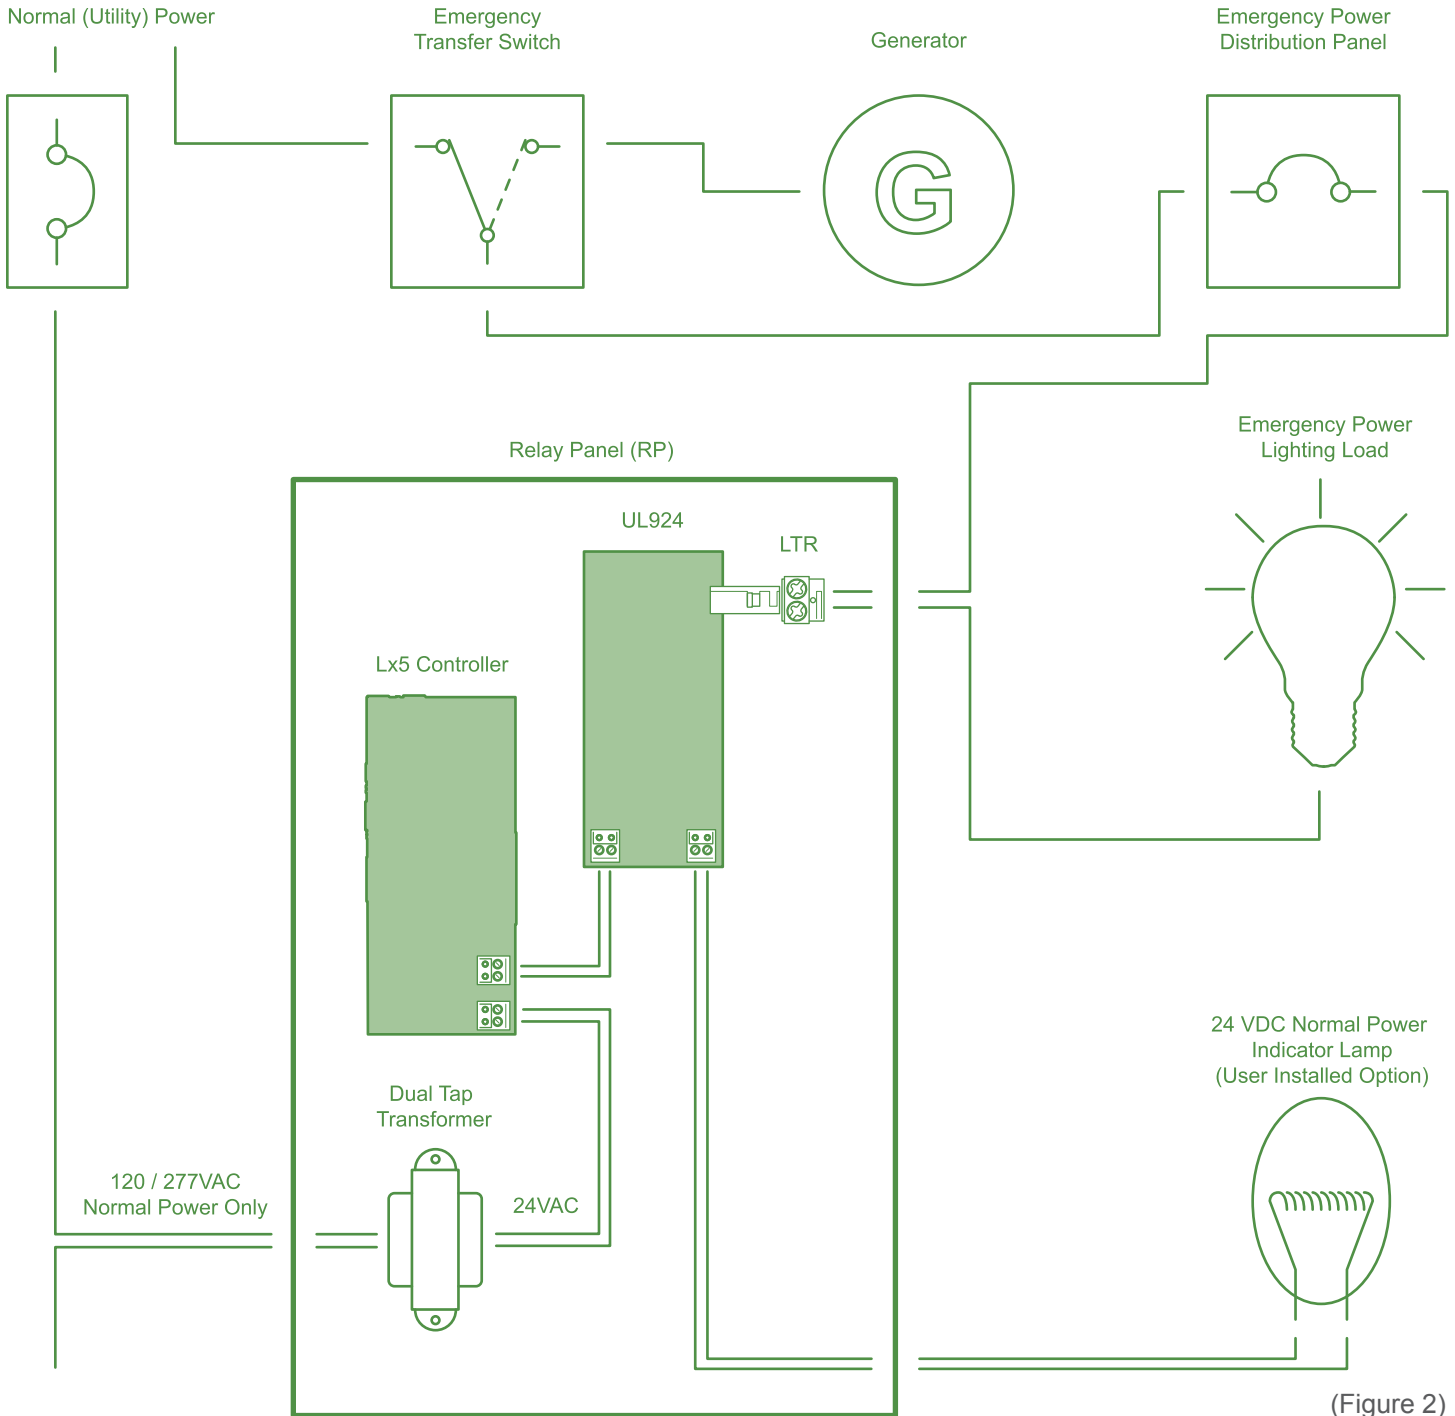 Normal (Utility) Power
Emergency
Transfer Switch
Generator
Emergency Power
Distribution Panel
G
Emergency Power
Lighting Load
Relay Panel (RP)
UL924
LTR
Lx5 Controller
24 VDC Normal Power
Indicator Lamp
(User Installed Option)
Dual Tap
Transformer
120 / 277VAC
Normal Power Only
24VAC
(Figure 2)